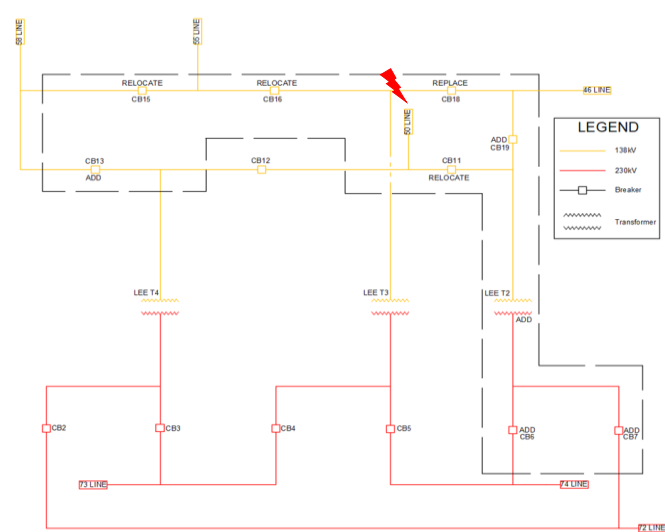 58 LINE
55 LINE
RELOCATE
CB15
RELOCATE
CB16
REPLACE
CB18
46 LINE
50 LINE
ADD
CB19
LEGEND
138kV
230kV
Breaker
Transformer
CB13
ADD
CB12
CB11
RELOCATE
LEE T4
LEE T3
LEE T2
ADD
CB2
CB3
CB4
CB5
ADD
CB6
ADD
CB7
73 LINE
74 LINE
72 LINE